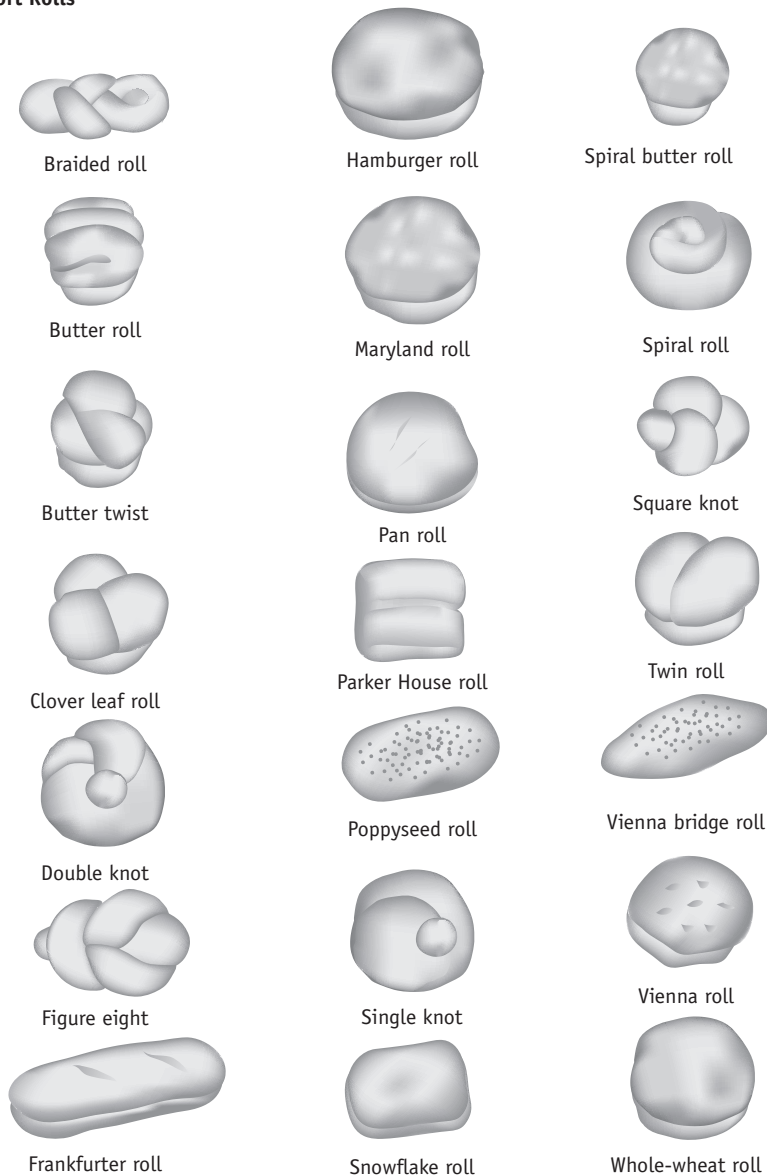 Rolls
Braided roll
Hamburger roll
Spiral butter roll
Butter roll
Maryland roll
Spiral roll
Butter twist
Pan roll
Square knot
Clover leaf roll
Parker House roll
Twin roll
Double knot
Poppyseed roll
Vienna bridge roll
Figure eight
Single knot
Vienna roll
Frankfurter roll
Snowflake roll
Whole-wheat roll